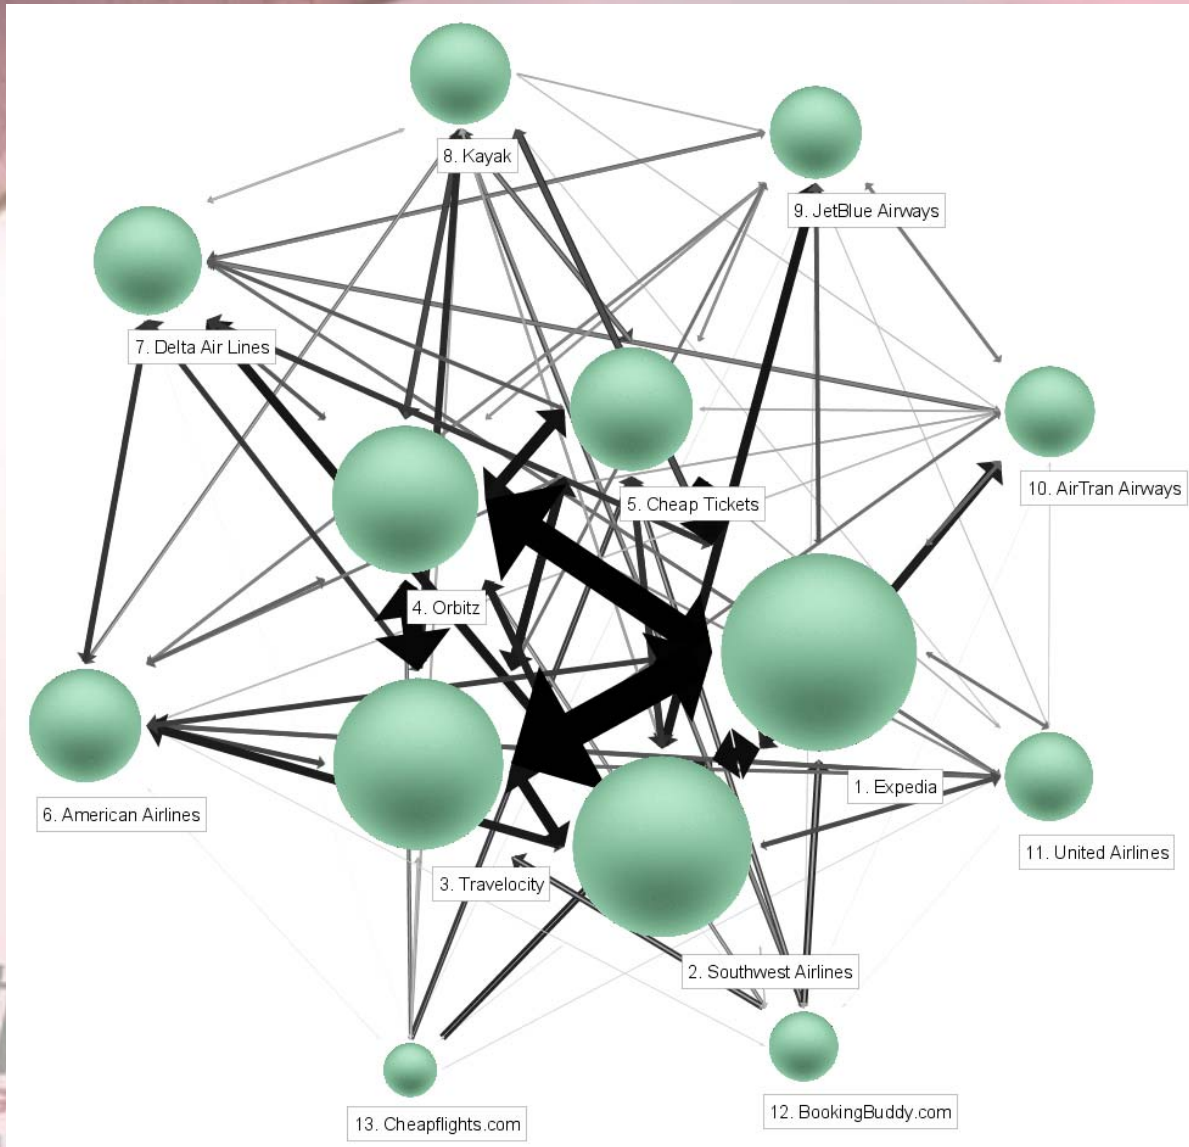 8. Kayak
9. JetBlue Airways
7. Delta Air Lines
10. AirTran Airways
5. Cheap Tickets
4. Orbitz
1. Expedia
6. American Airlines
11. United Airlines
3. Travelocity
2. Southwest Airlines
12. BookingBuddy.com
13. Cheapflights.com